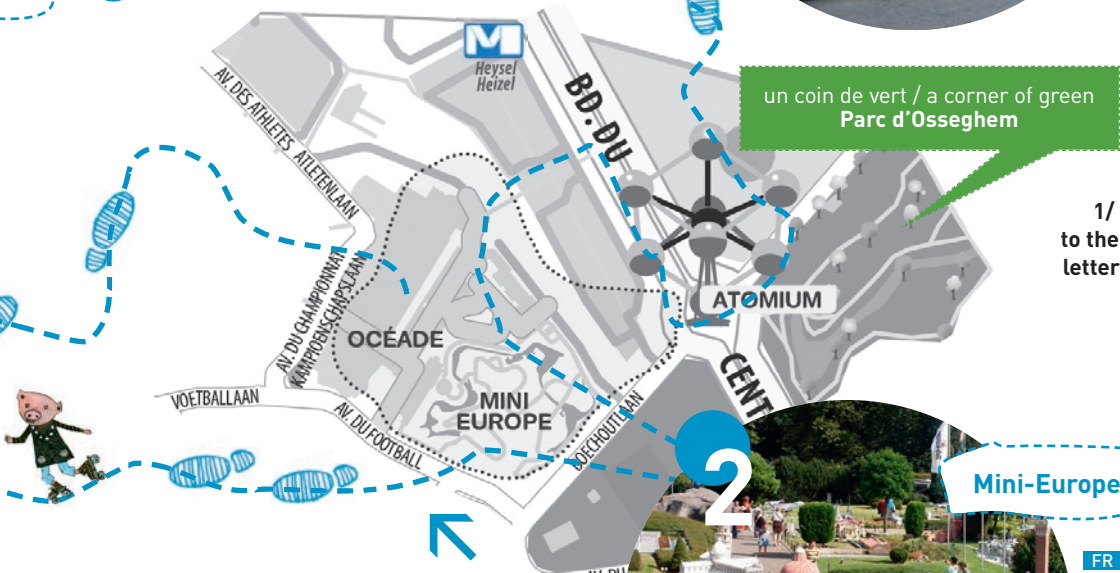 M
Heysel
Heizel
BD. DU
un coin de vert / a corner of green
Parc d'Osseghem
AV. DES ATHLETES ATLETENLAAN
1/
to the
letter
ATOMIUM
AV. DU CHAMPIONNAT
KAMPIOENSCHAPSLAAN
OCÉADE
CENT
VOETBALLAAN
AV. DU FOOTBALL
MINI
EUROPE
2
Mini-Europe
FR